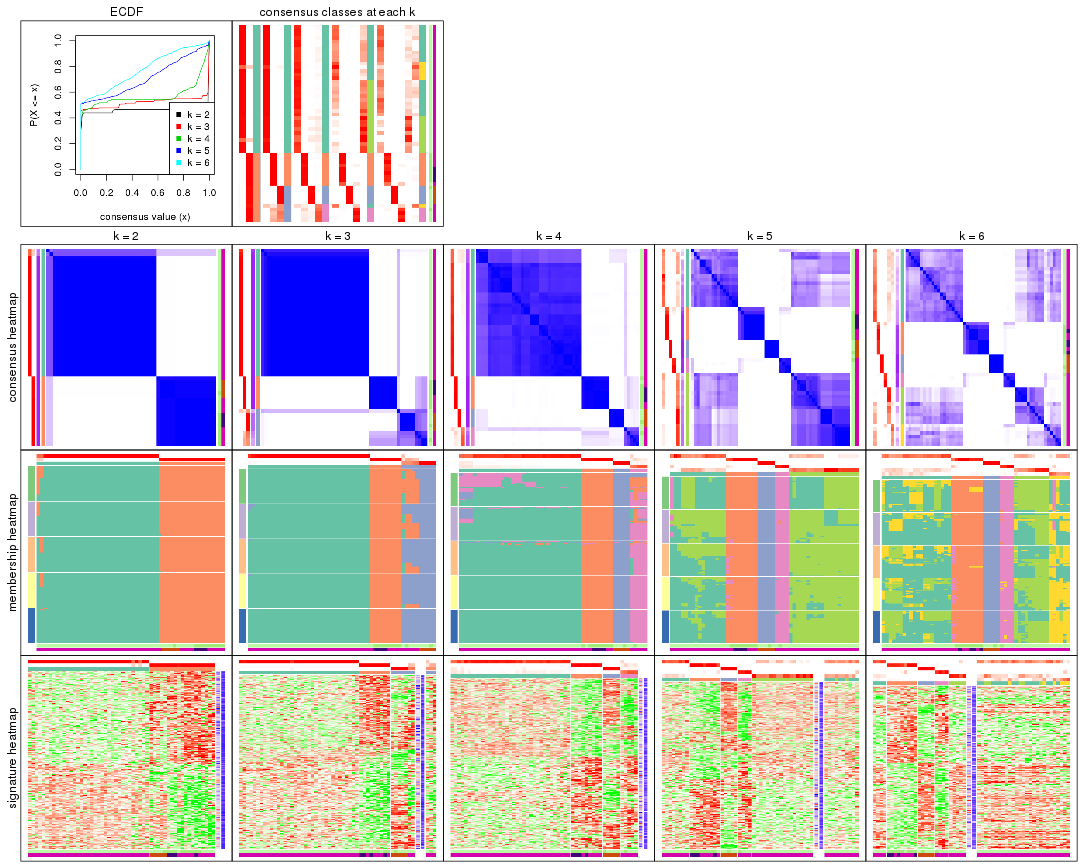 ECDF
consensus classes at each k
P(X <= x)
0.0 0.2 0.4 0.6 0.8 1.0
k = 2
k = 3
k = 4
k = 5
k = 6
0.0 0.2 0.4 0.6 0.8 1.0
consensus value (x)
k = 2
k = 3
k = 4
k = 5
k = 6
consensus heatmap
membership heatmap
signature heatmap